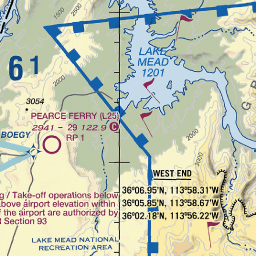 LAKE
MEAD
1201
6 1
3054
PEARCE FERRY (L25)
2941 - 29 122.9 C
RP 1
BOEGY
WEST END
36°06.95'N, 113°58.31'W
36°05.85'N, 113°58.67'W
36°02.18'N, 113°56.22'W
g / Take-off operations below
above airport elevation within
f the airport are authorized by
R Section 93
LAKE MEAD NATIONAL
RECREATION AREA